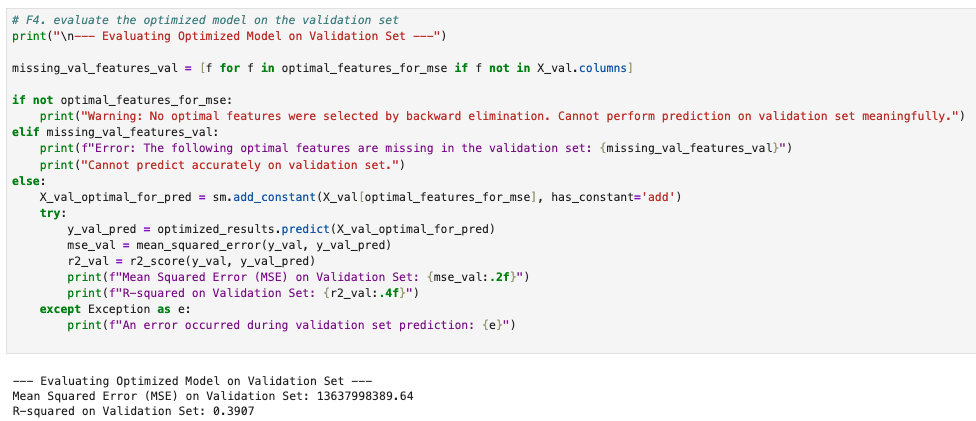 # F4. evaluate the optimized model on the validation set
print("\n--- Evaluating Optimized Model on Validation Set ---")
missing_val_features_val = [f for f in optimal_features_for_mse if f not in X_val.columns]
if not optimal_features_for_mse:
    print("Warning: No optimal features were selected by backward elimination. Cannot perform prediction on validation set meaningfully.")
elif missing_val_features_val:
    print(f"Error: The following optimal features are missing in the validation set: {missing_val_features_val}")
    print("Cannot predict accurately on validation set.")
else:
    X_val_optimal_for_pred = sm.add_constant(X_val[optimal_features_for_mse], has_constant='add')
    try:
        y_val_pred = optimized_results.predict(X_val_optimal_for_pred)
        mse_val = mean_squared_error(y_val, y_val_pred)
        r2_val = r2_score(y_val, y_val_pred)
        print(f"Mean Squared Error (MSE) on Validation Set: {mse_val:.2f}")
        print(f"R-squared on Validation Set: {r2_val:.4f}")
    except Exception as e:
        print(f"An error occurred during validation set prediction: {e}")
--- Evaluating Optimized Model on Validation Set ---
Mean Squared Error (MSE) on Validation Set: 13637998389.64
R-squared on Validation Set: 0.3907